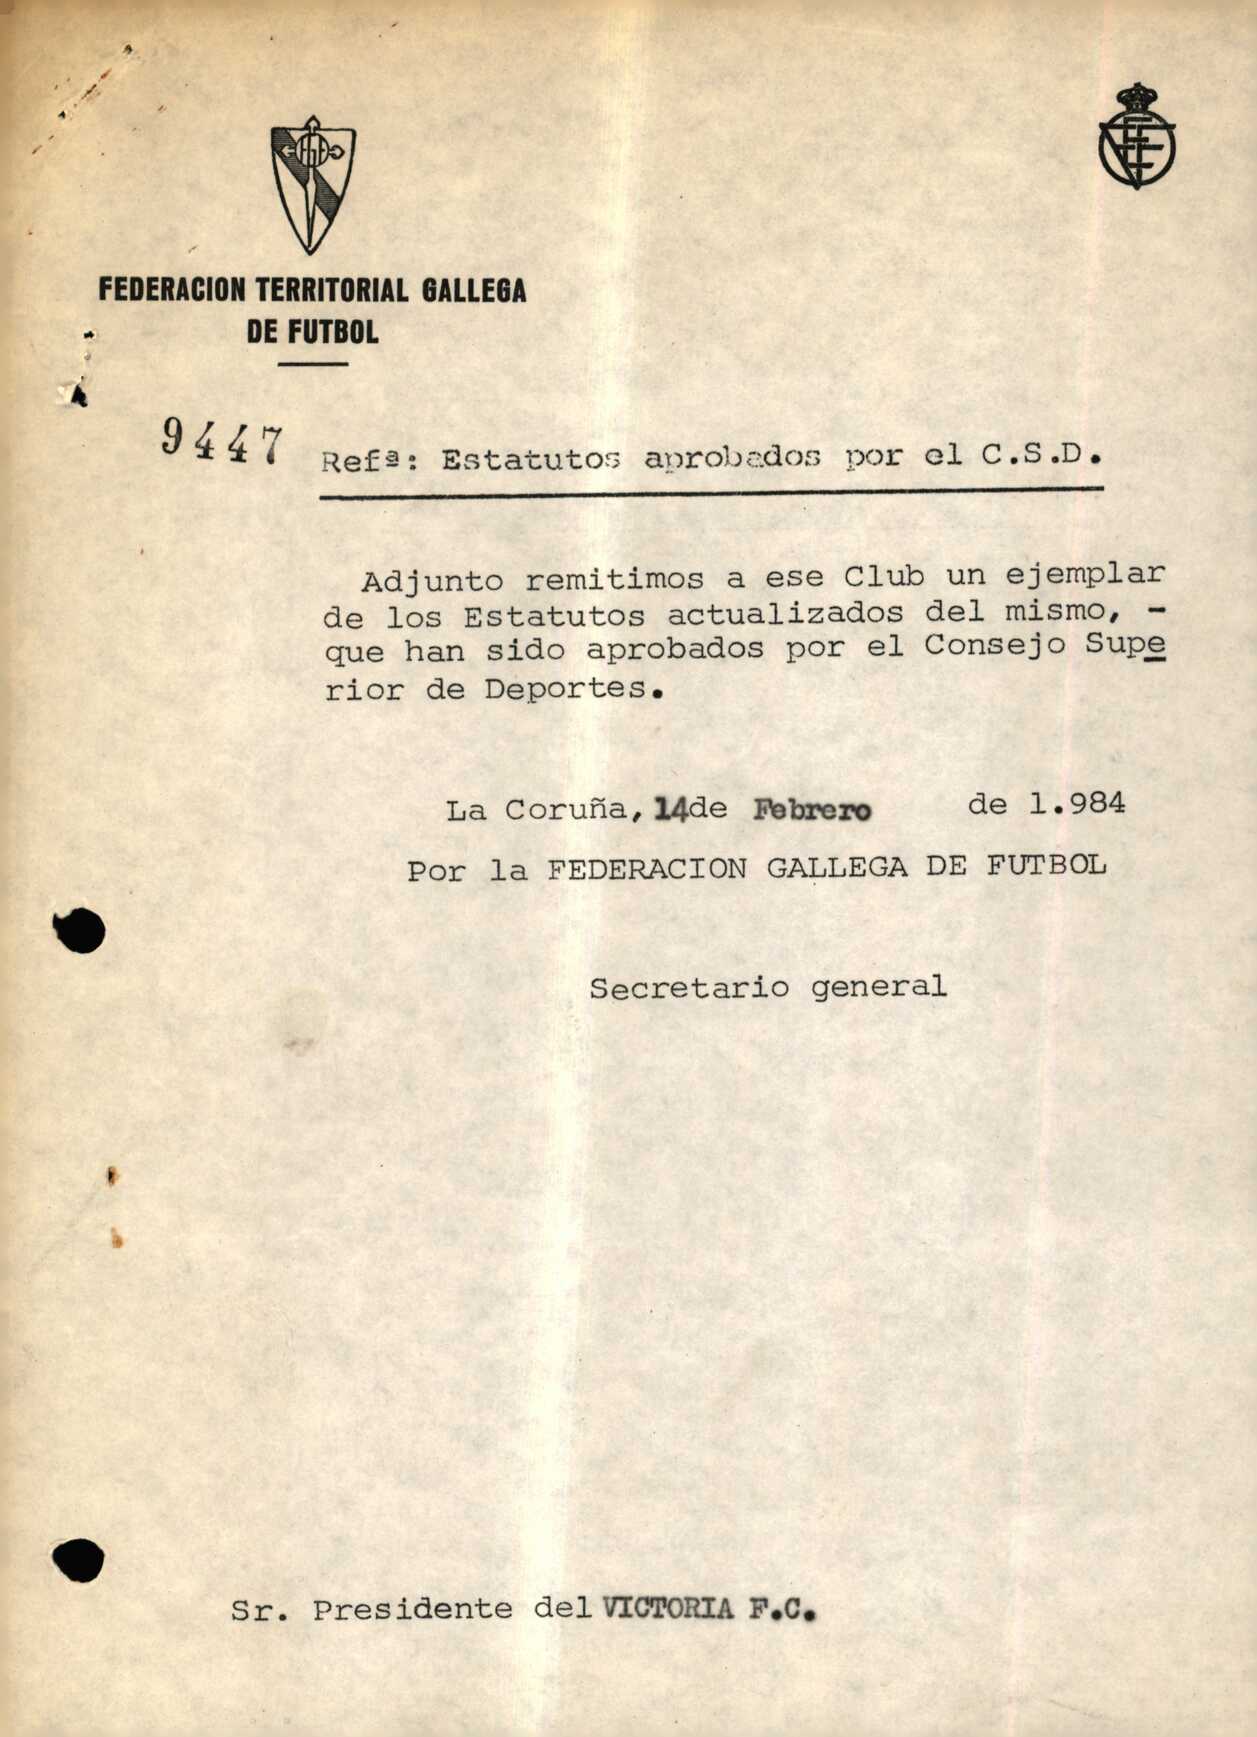 FEDERACION TERRITORIAL GALLEGA
DE FUTBOL
9447
Refª: Estatutos aprobados por el C.S.D.
Adjunto remitimos a ese Club un ejemplar
de los Estatutos actualizados del mismo, -
que han sido aprobados por el Consejo Supe
rior de Deportes.
La Coruña, 14de Febrero de 1.984
Por la FEDERACION GALLEGA DE FUTBOL
Secretario general
Sr. Presidente del VICTORIA F.C.